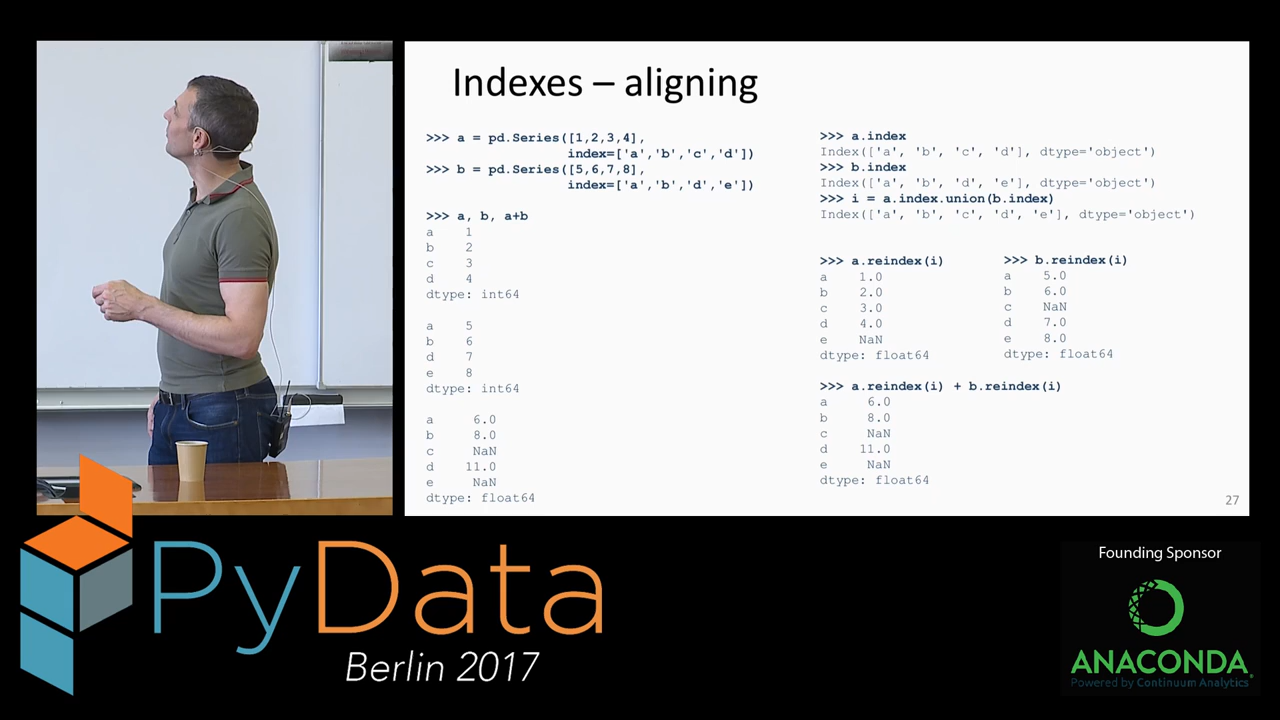 Indexes – aligning
>>> a = pd.Series([1,2,3,4],
index=['a','b','c','d'])
>>> b = pd.Series([5,6,7,8],
index=['a','b','d','e'])
>>> a, b, a+b
a 1
b 2
c 3
d 4
dtype: int64
a 5
b 6
d 7
e 8
dtype: int64
a 6.0
b 8.0
c NaN
d 11.0
e NaN
dtype: float64
>>> a.index
Index(['a', 'b', 'c', 'd'], dtype='object')
>>> b.index
Index(['a', 'b', 'd', 'e'], dtype='object')
>>> i = a.index.union(b.index)
Index(['a', 'b', 'c', 'd', 'e'], dtype='object')
>>> a.reindex(i)
a 1.0
b 2.0
c 3.0
d 4.0
e NaN
dtype: float64
>>> b.reindex(i)
a 5.0
b 6.0
c NaN
d 7.0
e 8.0
dtype: float64
>>> a.reindex(i) + b.reindex(i)
a 6.0
b 8.0
c NaN
d 11.0
e NaN
dtype: float64
27
PyData
Berlin 2017
Founding Sponsor
ANACONDA
Powered by Continuum Analytics